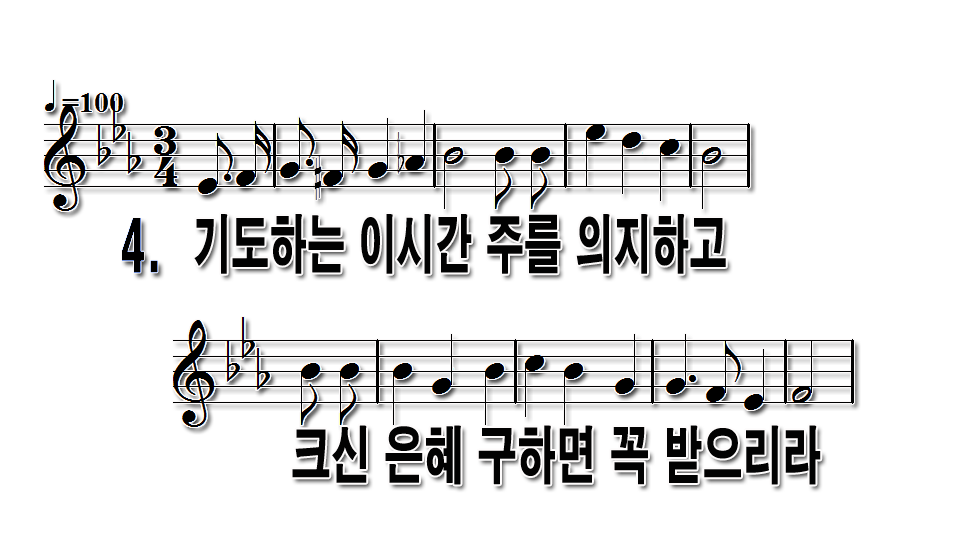 ♩=100
3/4
4. 기도하는 이시간 주를 의지하고
크신 은혜 구하면 꼭 받으리라